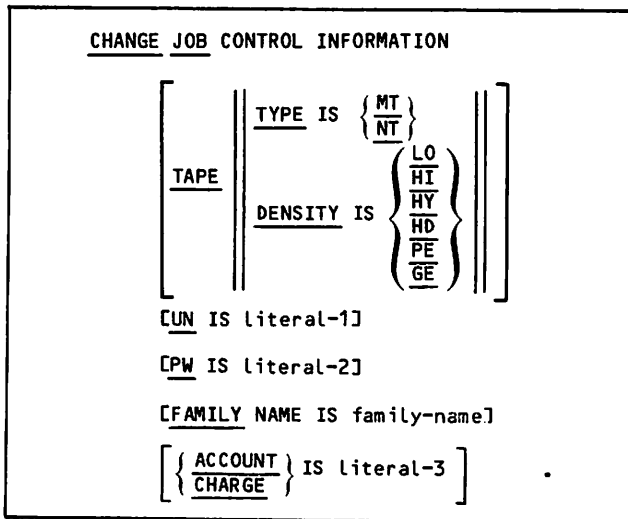 CHANGE JOB CONTROL INFORMATION
TYPE IS { MT
NT }
TAPE
DENSITY IS { LO
HI
HY
HD
PE
GE }
[UN IS literal-1]
[PW IS literal-2]
[FAMILY NAME IS family-name]
[ { ACCOUNT
CHARGE } IS literal-3 ]